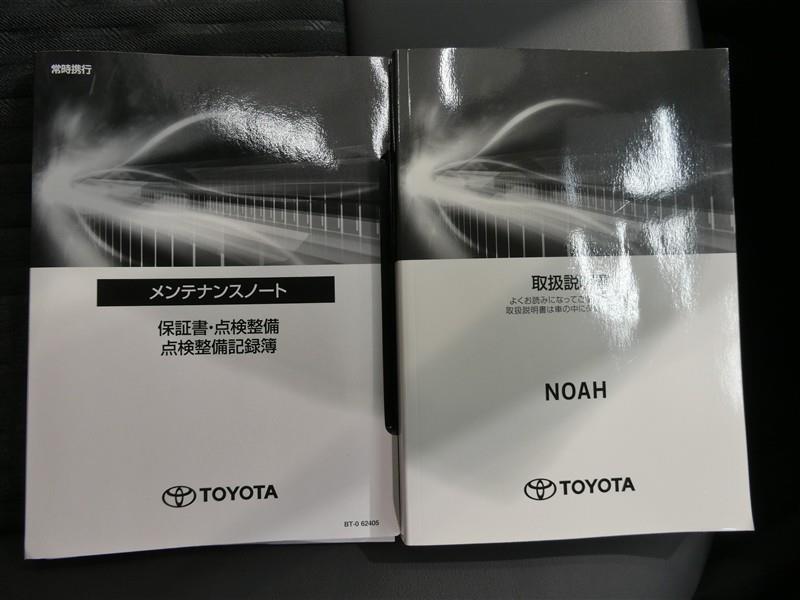 常時携行
メンテナンスノート
保証書・点検整備
点検整備記録簿
TOYOTA
BT-0 62405
取扱説明書
よくお読みになってご
取扱説明書は車の中に
NOAH
TOYOTA